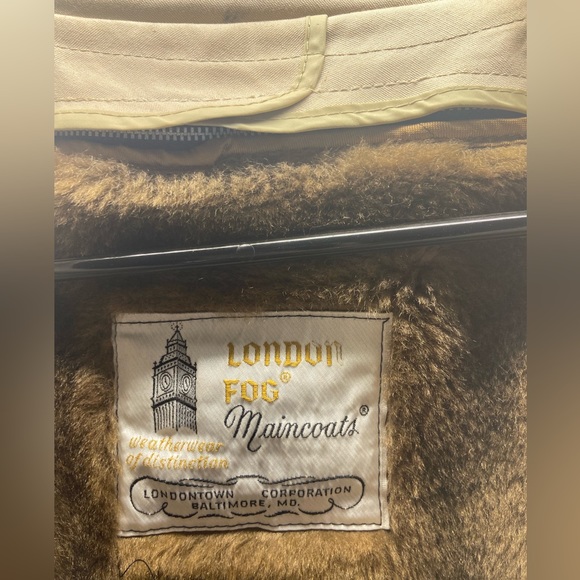 LONDON
FOG®
Maincoats®
weatherwear
of distinction
LONDONTOWN CORPORATION
BALTIMORE, MD.